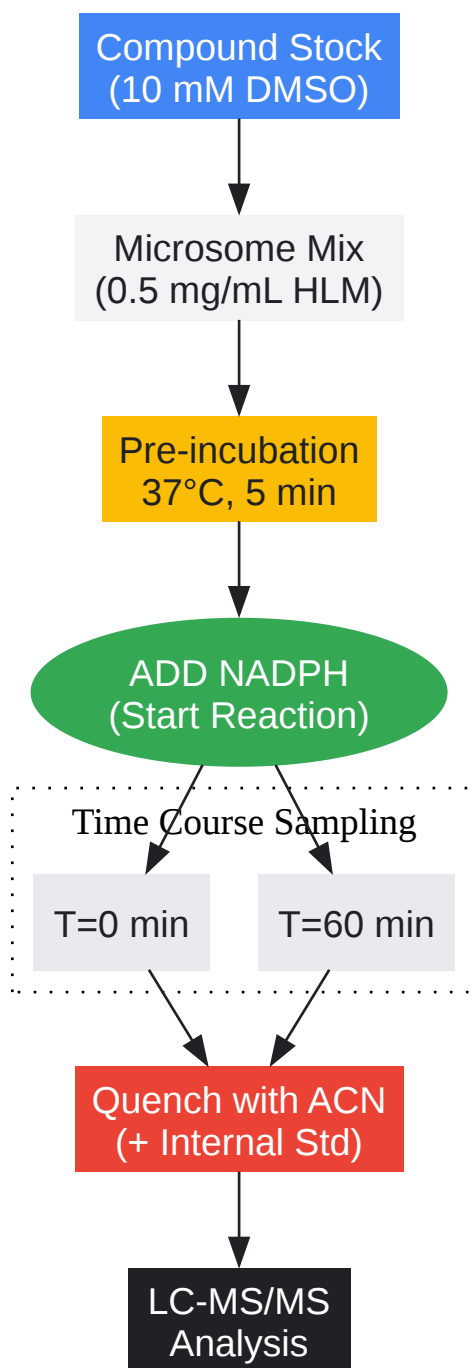 Compound Stock
(10 mM DMSO)
Microsome Mix
(0.5 mg/mL HLM)
Pre-incubation
37°C, 5 min
ADD NADPH
(Start Reaction)
Time Course Sampling
T=0 min
T=60 min
Quench with ACN
(+ Internal Std)
LC-MS/MS
Analysis